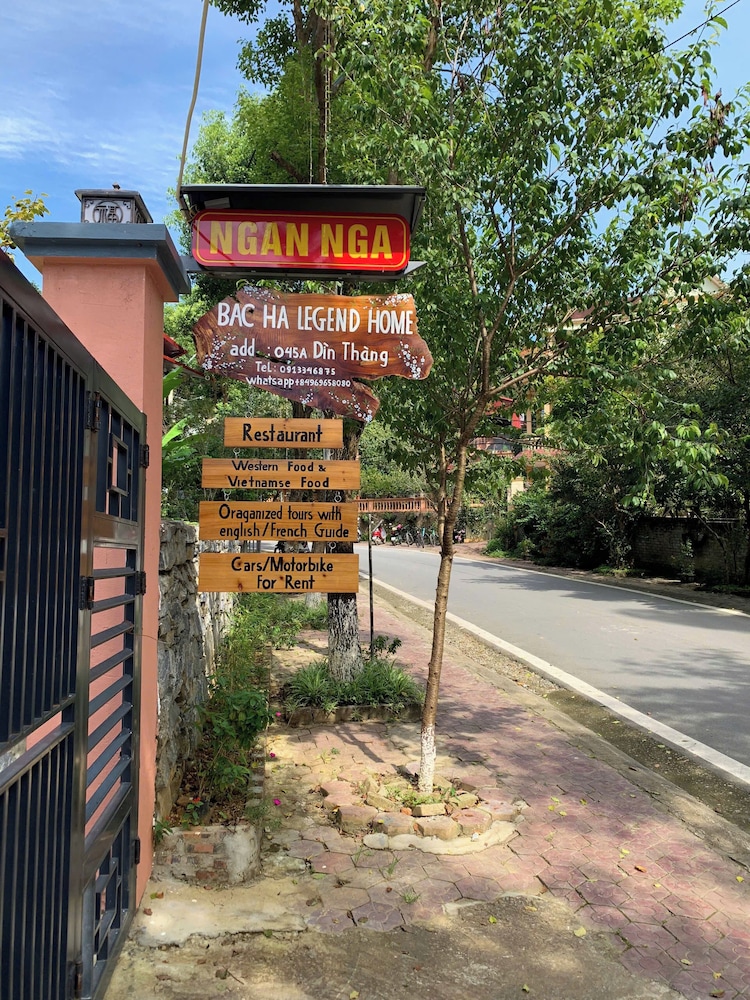 NGAN NGA
BAC HA LEGEND HOME
add : 045A Dìn Thàng
Tel: 0913346875
whatsapp+84969658080
Restaurant
Western Food &
Vietnamse Food
Oraganized tours with
english/French Guide
Cars/Motorbike
For Rent